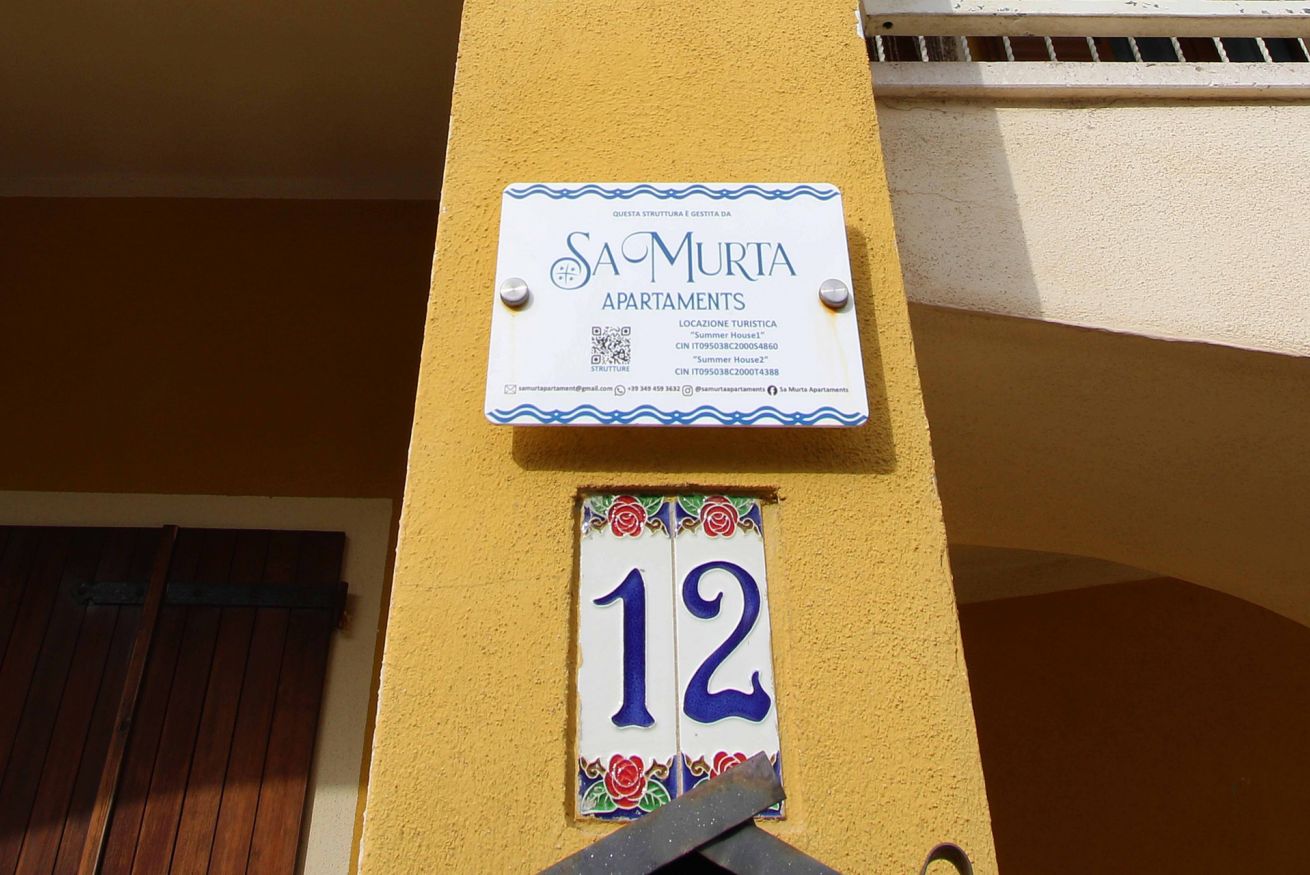 QUESTA STRUTTURA È GESTITA DA
SA MURTA
APARTAMENTS
STRUTTURE
LOCAZIONE TURISTICA
"Summer House1"
CIN IT095038C2000S4860
"Summer House2"
CIN IT095038C2000T4388
samurtapartament@gmail.com +39 349 459 3632 @samurtaapartaments Sa Murta Apartaments
12